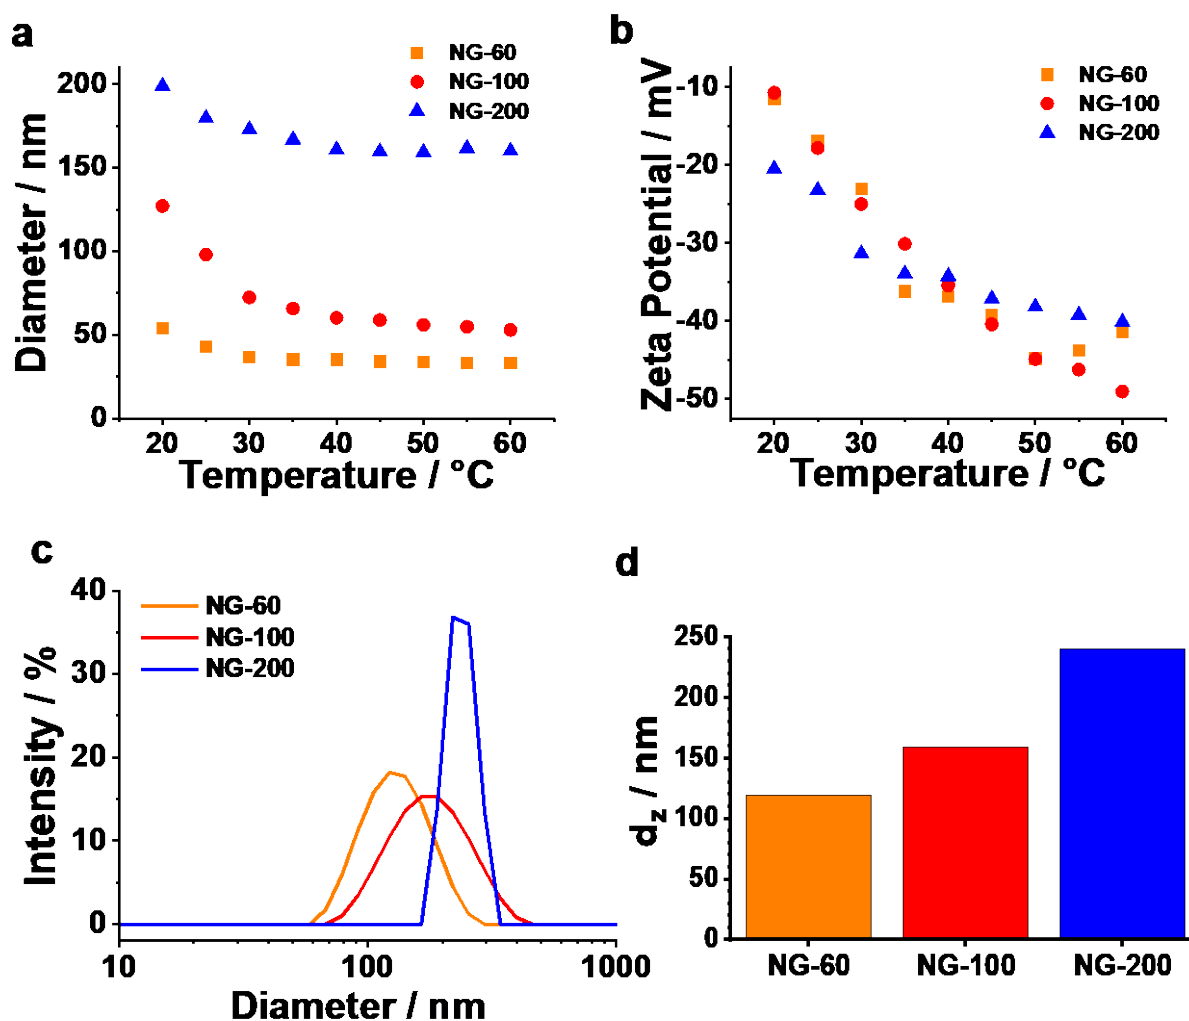 a
NG-60
NG-100
NG-200
200
150
100
50
0
Diameter / nm
20 30 40 50 60
Temperature / °C
b
NG-60
NG-100
NG-200
-10
-20
-30
-40
-50
Zeta Potential / mV
20 30 40 50 60
Temperature / °C
c
NG-60
NG-100
NG-200
40
30
20
10
0
Intensity / %
10 100 1000
Diameter / nm
d
250
200
150
100
50
0
dz / nm
NG-60 NG-100 NG-200